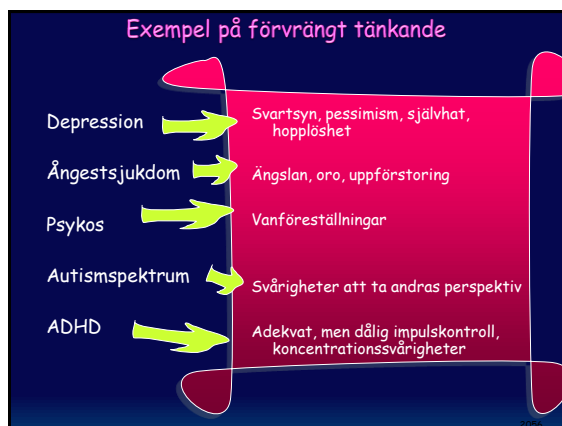 Exempel på förvrängt tänkande
Depression
Svartsyn, pessimism, självhat,
hopplöshet
Ångestsjukdom
Ängslan, oro, uppförstoring
Psykos
Vanföreställningar
Autismspektrum
Svårigheter att ta andras perspektiv
ADHD
Adekvat, men dålig impulskontroll,
koncentrationssvårigheter